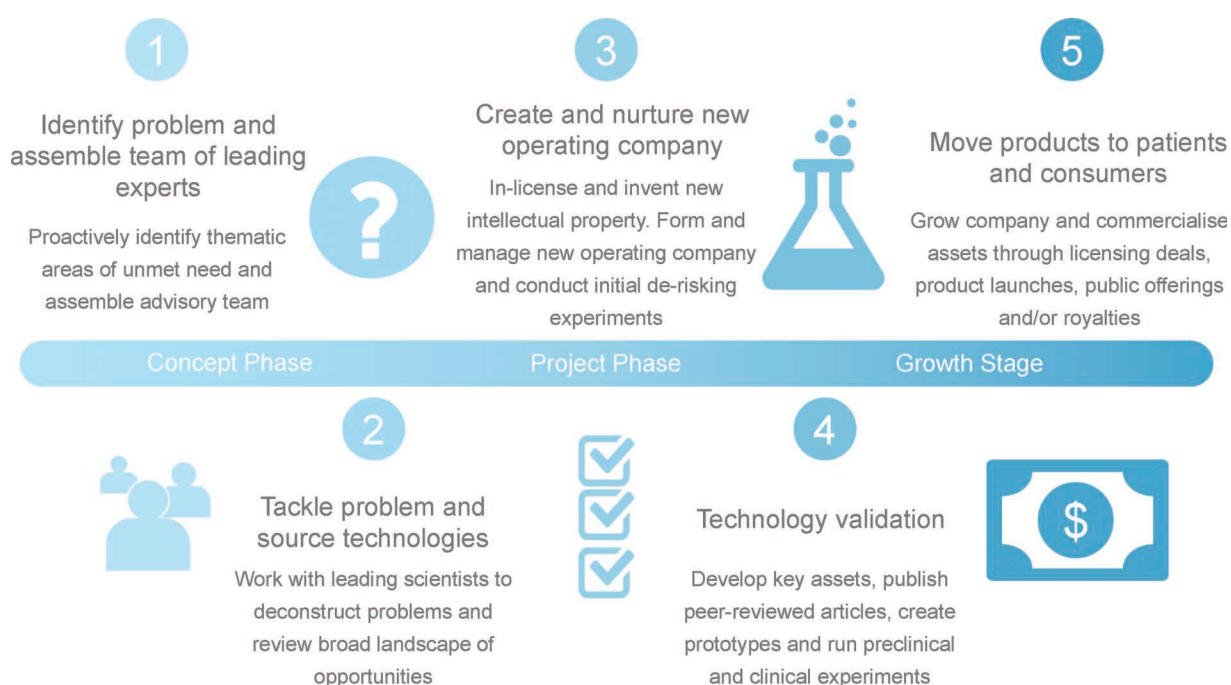 1
Identify problem and
assemble team of leading
experts
Proactively identify thematic
areas of unmet need and
assemble advisory team
?
3
Create and nurture new
operating company
In-license and invent new
intellectual property. Form and
manage new operating company
and conduct initial de-risking
experiments
5
Move products to patients
and consumers
Grow company and commercialise
assets through licensing deals,
product launches, public offerings
and/or royalties
Concept Phase
Project Phase
Growth Stage
2
Tackle problem and
source technologies
Work with leading scientists to
deconstruct problems and
review broad landscape of
opportunities
4
Technology validation
Develop key assets, publish
peer-reviewed articles, create
prototypes and run preclinical
and clinical experiments
$